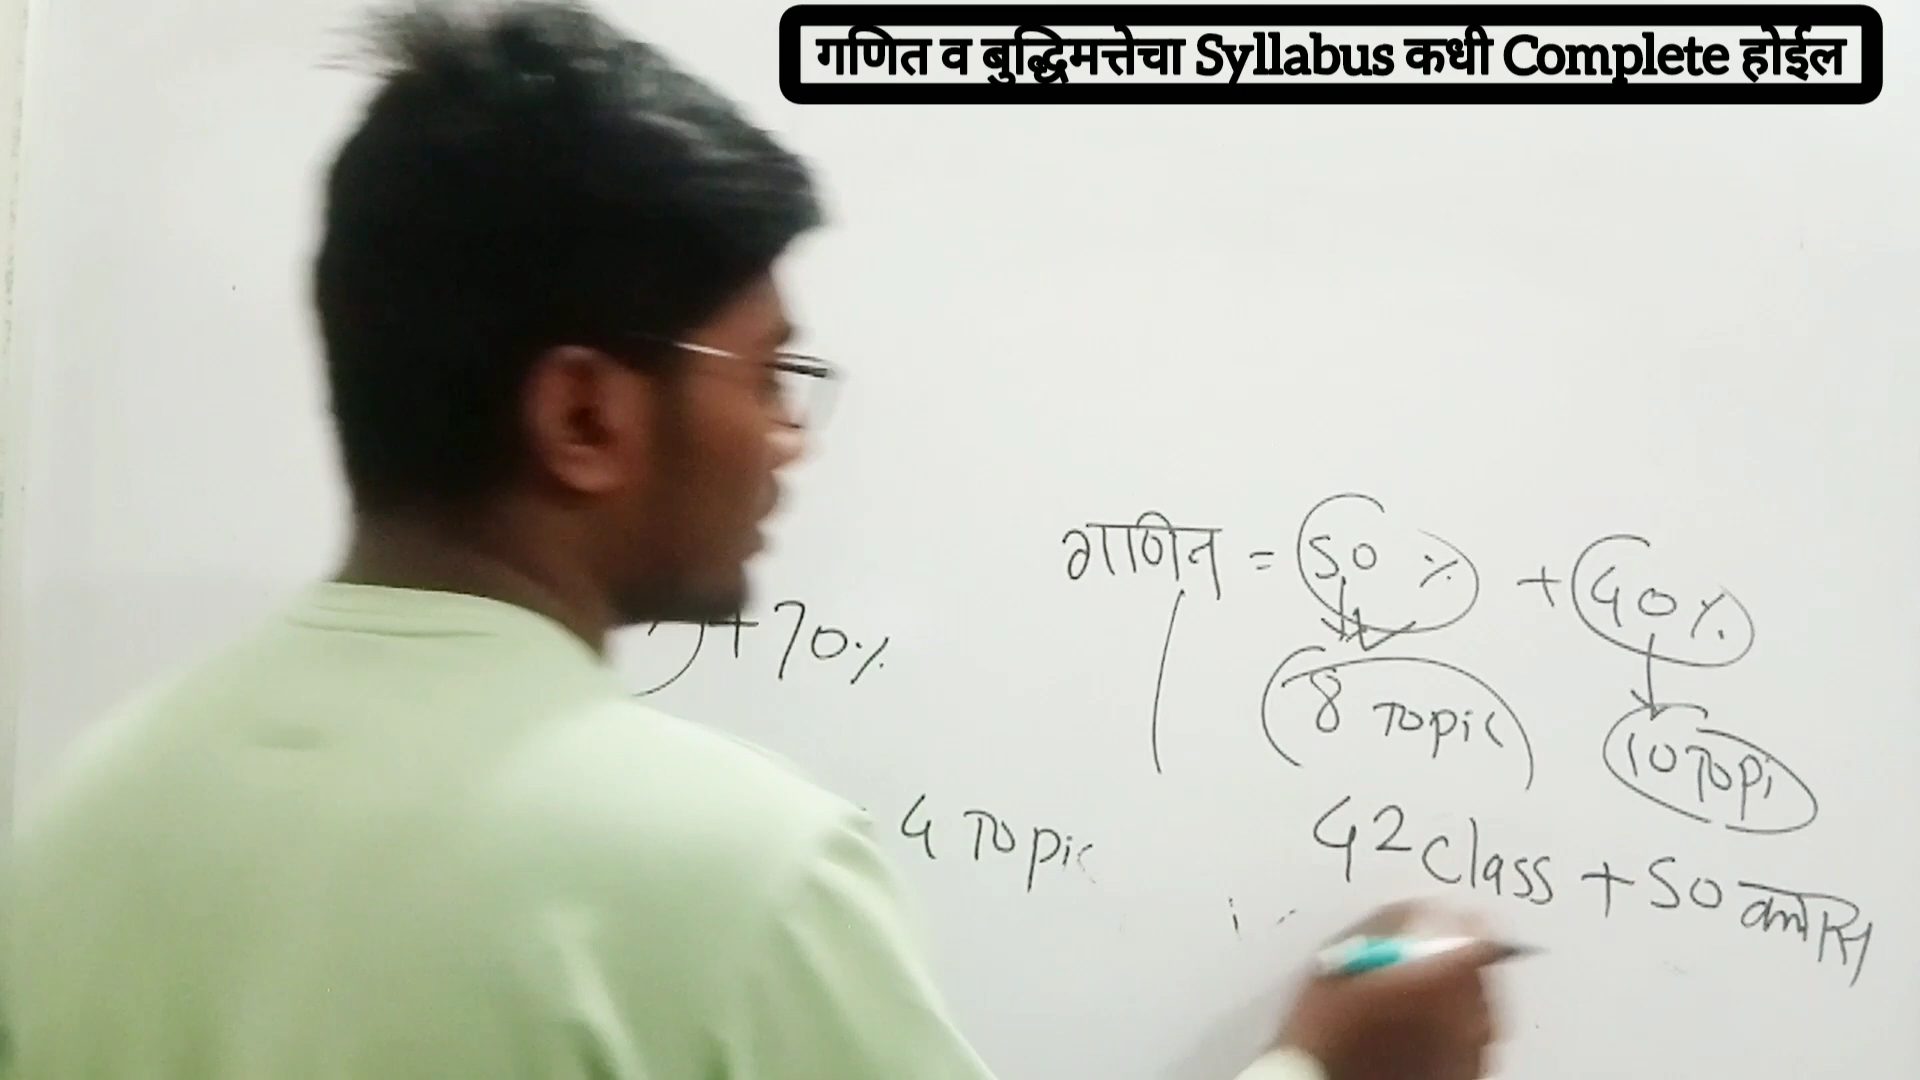 गणित व बुद्धिमत्तेचा Syllabus कधी Complete होईल
गणित = 50 % + 40%
+ 70%
8 Topic 10 Topi
4 Topic
42 class + 50 क्लास